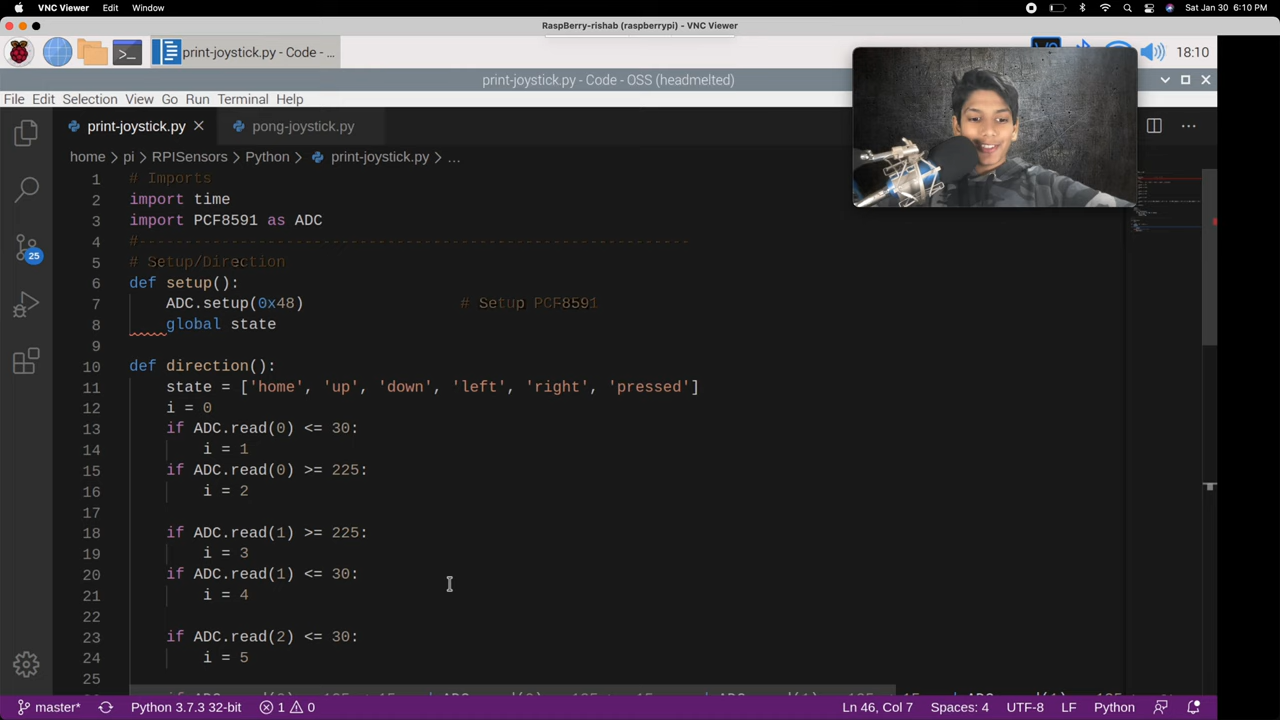 VNC Viewer Edit Window Sat Jan 30 6:10 PM
RaspBerry-rishab (raspberrypi) - VNC Viewer
print-joystick.py - Code - ... 18:10
print-joystick.py - Code - OSS (headmelted)
File Edit Selection View Go Run Terminal Help
print-joystick.py pong-joystick.py
home > pi > RPISensors > Python > print-joystick.py > ...
1 # Imports
2 import time
3 import PCF8591 as ADC
4 #------------------------------------------------------------
5 # Setup/Direction
6 def setup():
7 ADC.setup(0x48) # Setup PCF8591
8 global state
9
10 def direction():
11 state = ['home', 'up', 'down', 'left', 'right', 'pressed']
12 i = 0
13 if ADC.read(0) <= 30:
14 i = 1
15 if ADC.read(0) >= 225:
16 i = 2
17
18 if ADC.read(1) >= 225:
19 i = 3
20 if ADC.read(1) <= 30:
21 i = 4
22
23 if ADC.read(2) <= 30:
24 i = 5
25
25
master* Python 3.7.3 32-bit 1 0 Ln 46, Col 7 Spaces: 4 UTF-8 LF Python